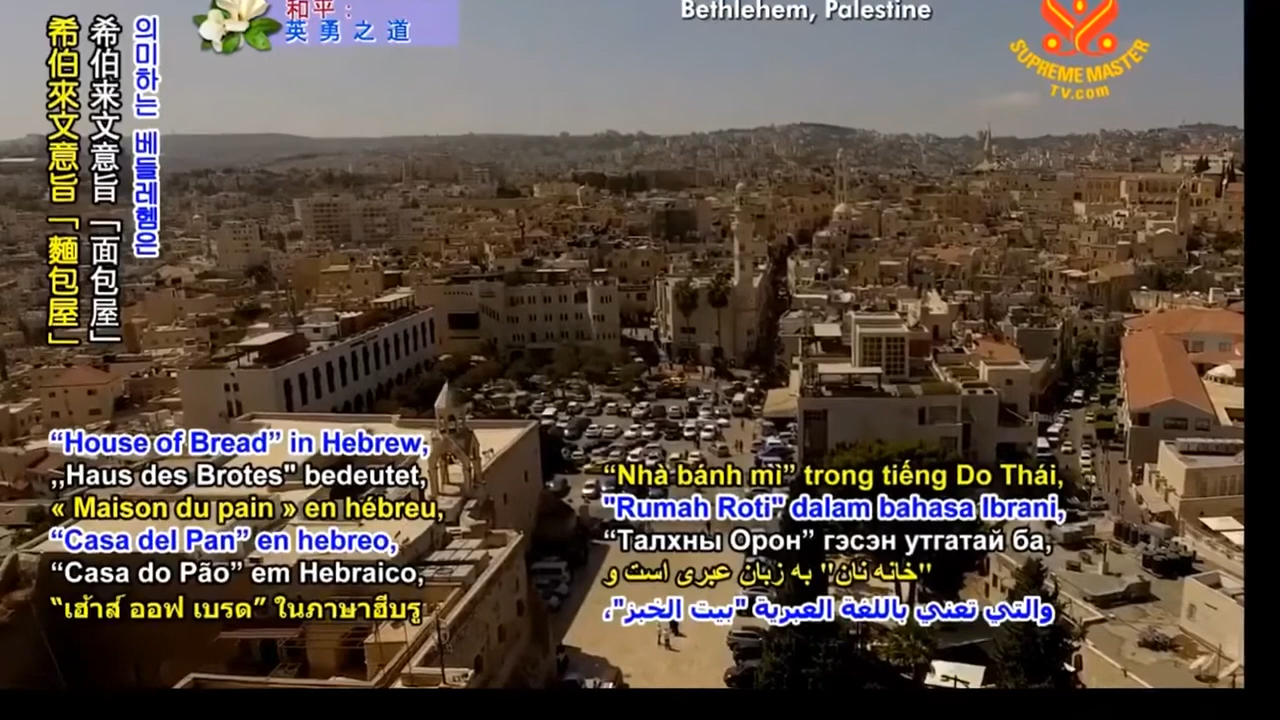 和平：
英勇之道
Bethlehem, Palestine
SUPREME MASTER
TV.com
의미하는 베들레헴은
希伯来文意旨「面包屋」
希伯來文意旨「麵包屋」
“House of Bread” in Hebrew,
„Haus des Brotes" bedeutet,
« Maison du pain » en hébreu,
“Casa del Pan” en hebreo,
“Casa do Pão” em Hebraico,
“เฮ้าส์ ออฟ เบรด” ในภาษาฮีบรู
“Nhà bánh mì” trong tiếng Do Thái,
"Rumah Roti" dalam bahasa Ibrani,
“Талхны Орон” гэсэн утгатай ба,
"خانه نان" به زبان عبری است و
والتي تعني باللغة العبرية "بيت الخبز"،